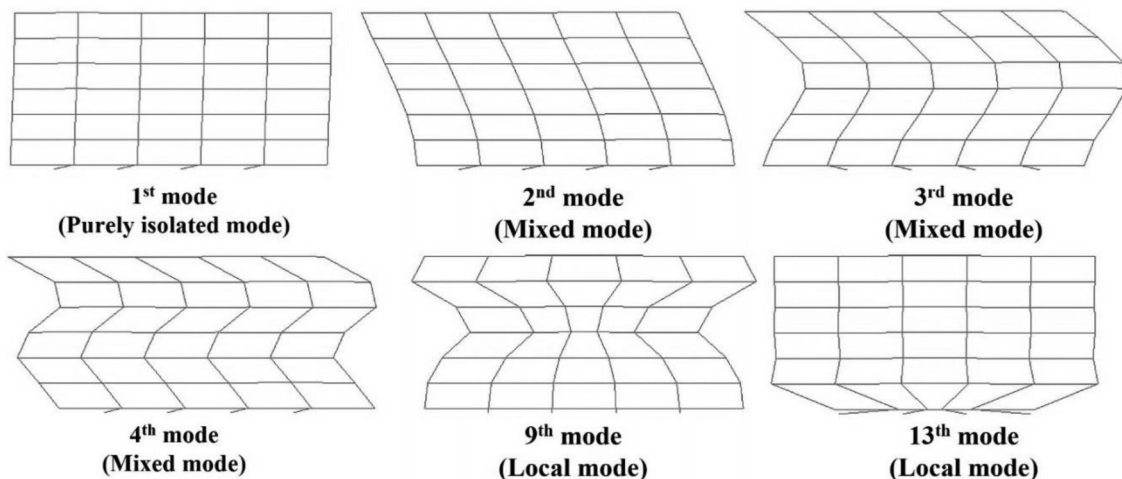 1st mode
(Purely isolated mode)
2nd mode
(Mixed mode)
3rd mode
(Mixed mode)
4th mode
(Mixed mode)
9th mode
(Local mode)
13th mode
(Local mode)